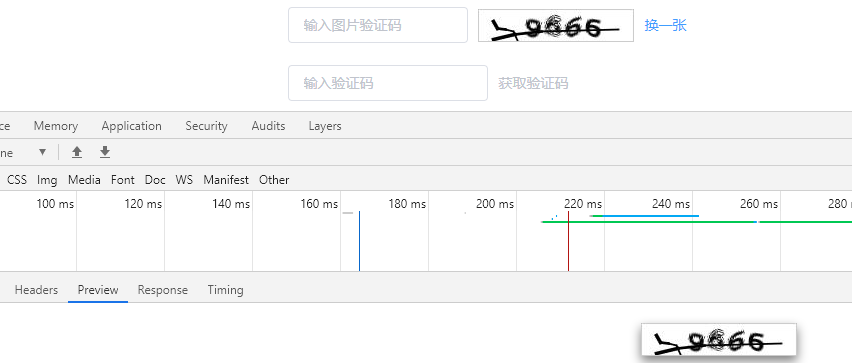 输入图片验证码 9666 换一张
输入验证码 获取验证码
ce Memory Application Security Audits Layers
ne
CSS Img Media Font Doc WS Manifest Other
100 ms 120 ms 140 ms 160 ms 180 ms 200 ms 220 ms 240 ms 260 ms 280
Headers Preview Response Timing
9666